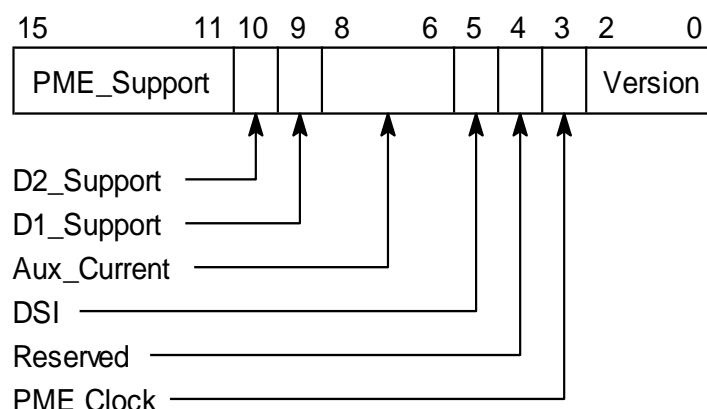 15 11 10 9 8 6 5 4 3 2 0
PME_Support Version
D2_Support
D1_Support
Aux_Current
DSI
Reserved
PME Clock